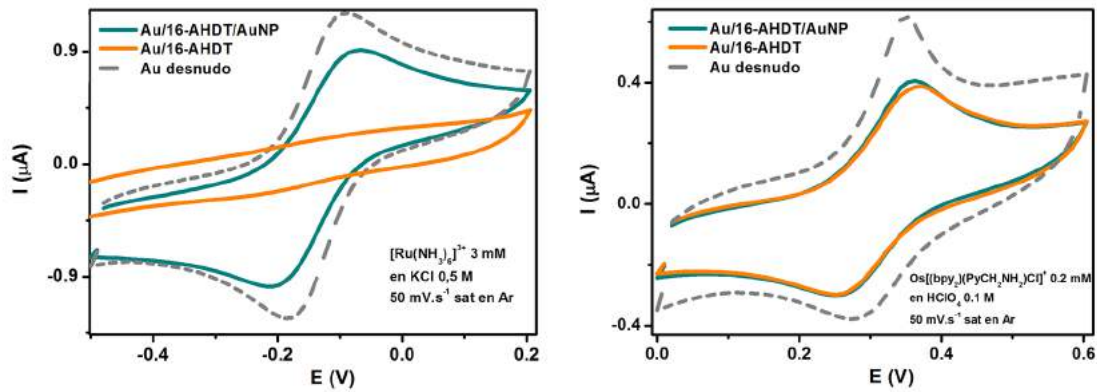 Au/16-AHDT/AuNP
Au/16-AHDT
Au desnudo
I (μA)
0.9
0.0
-0.9
[Ru(NH₃)₆]³⁺ 3 mM
en KCl 0,5 M
50 mV.s⁻¹ sat en Ar
-0.4
-0.2
0.0
0.2
E (V)
Au/16-AHDT/AuNP
Au/16-AHDT
Au desnudo
I (μA)
0.4
0.0
-0.4
Os[(bpy₂)(PyCH₂NH₂)Cl]⁺ 0.2 mM
en HClO₄ 0.1 M
50 mV.s⁻¹ sat en Ar
0.0
0.2
0.4
0.6
E (V)